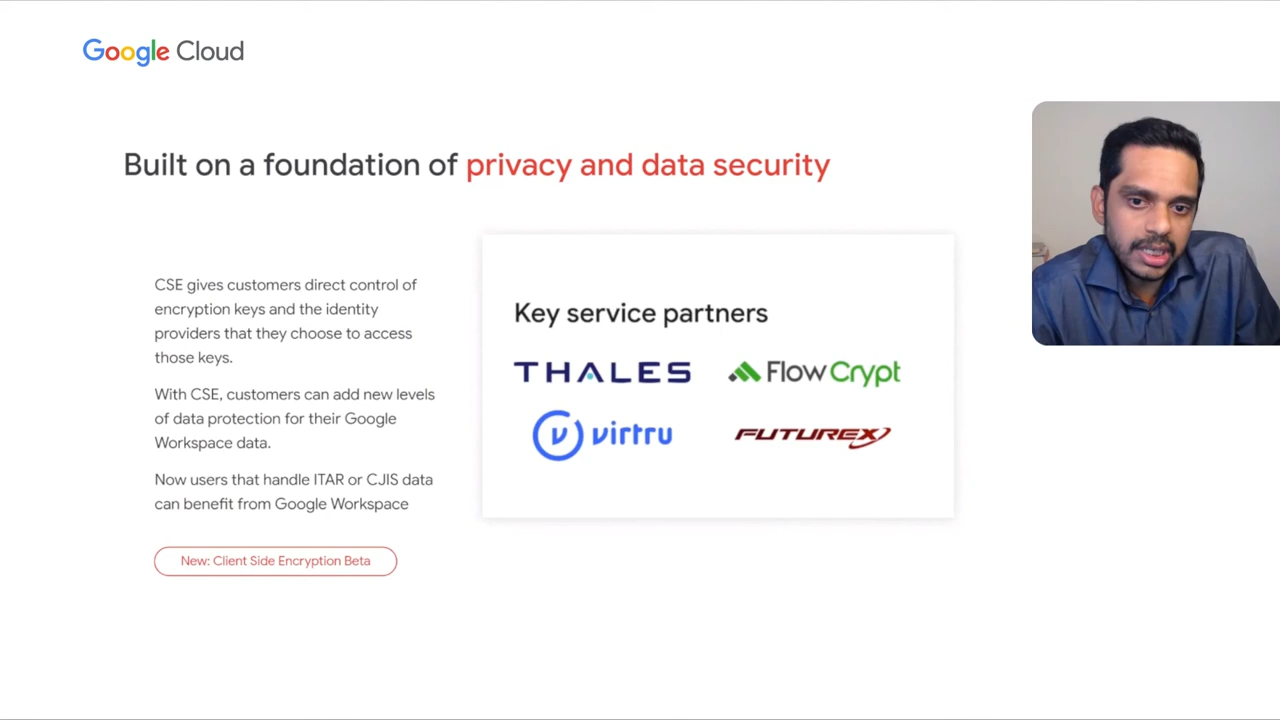 Google Cloud
Built on a foundation of privacy and data security
CSE gives customers direct control of
encryption keys and the identity
providers that they choose to access
those keys.
With CSE, customers can add new levels
of data protection for their Google
Workspace data.
Now users that handle ITAR or CJIS data
can benefit from Google Workspace
New: Client Side Encryption Beta
Key service partners
THALES
FlowCrypt
virtru
FUTUREX